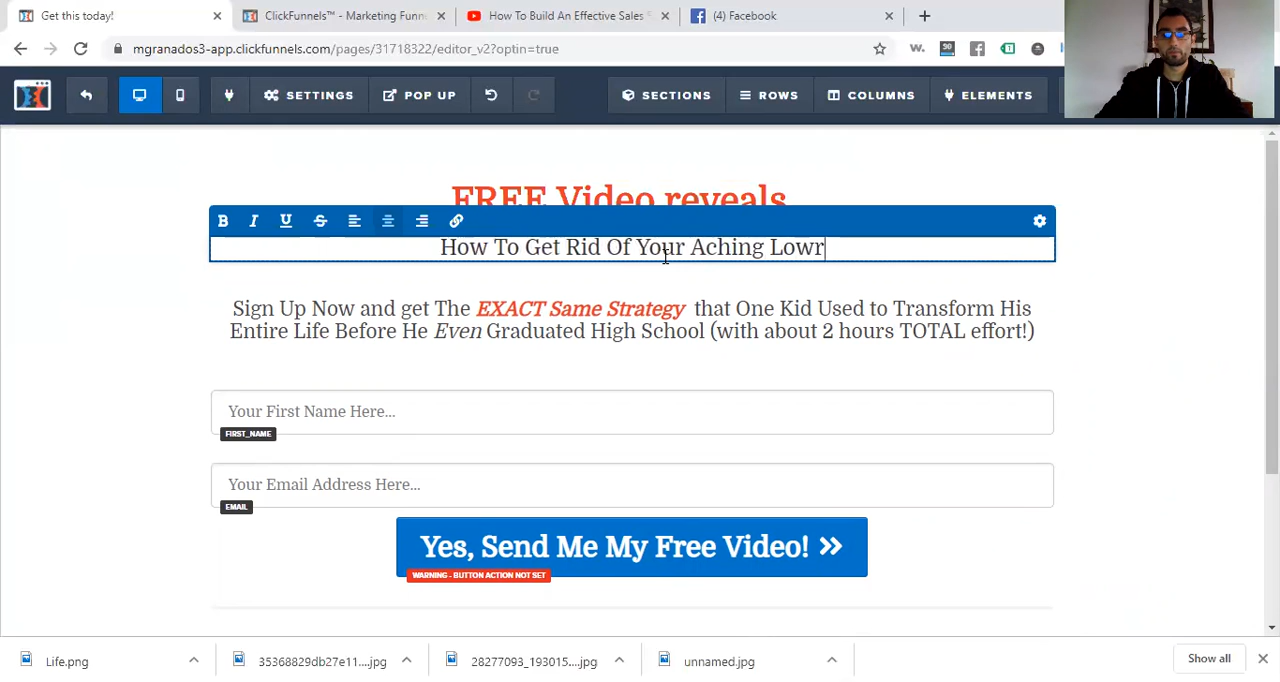 Get this today!
ClickFunnels™ - Marketing Funne
How To Build An Effective Sales
(4) Facebook
mgranados3-app.clickfunnels.com/pages/31718322/editor_v2?optin=true
W.
SETTINGS
POP UP
SECTIONS
ROWS
COLUMNS
ELEMENTS
FREE Video reveals
B I U S
How To Get Rid Of Your Aching Lowr
Sign Up Now and get The EXACT Same Strategy that One Kid Used to Transform His
Entire Life Before He Even Graduated High School (with about 2 hours TOTAL effort!)
Your First Name Here...
FIRST_NAME
Your Email Address Here...
EMAIL
Yes, Send Me My Free Video!
WARNING - BUTTON ACTION NOT SET
Life.png
35368829db27e11....jpg
28277093_193015....jpg
unnamed.jpg
Show all